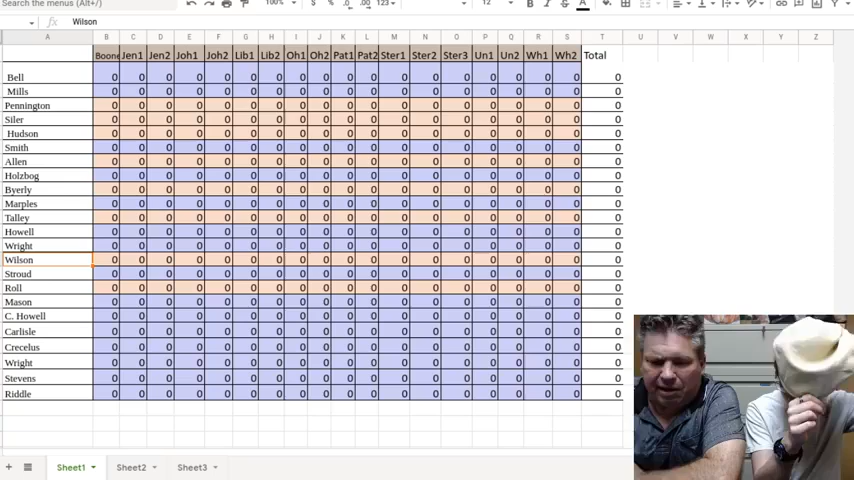 Search the menus (Alt+/)
100% $ % .0 .00 123 12 B A
fx Wilson
A B C D E F G H I J K L M N O P Q R S T U V W X Y Z
Boone Jen1 Jen2 Joh1 Joh2 Lib1 Lib2 Oh1 Oh2 Pat1 Pat2 Ster1 Ster2 Ster3 Un1 Un2 Wh1 Wh2 Total
Bell 0 0 0 0 0 0 0 0 0 0 0 0 0 0 0 0 0 0 0
Mills 0 0 0 0 0 0 0 0 0 0 0 0 0 0 0 0 0 0 0
Pennington 0 0 0 0 0 0 0 0 0 0 0 0 0 0 0 0 0 0 0
Siler 0 0 0 0 0 0 0 0 0 0 0 0 0 0 0 0 0 0 0
Hudson 0 0 0 0 0 0 0 0 0 0 0 0 0 0 0 0 0 0 0
Smith 0 0 0 0 0 0 0 0 0 0 0 0 0 0 0 0 0 0 0
Allen 0 0 0 0 0 0 0 0 0 0 0 0 0 0 0 0 0 0 0
Holzbog 0 0 0 0 0 0 0 0 0 0 0 0 0 0 0 0 0 0 0
Byerly 0 0 0 0 0 0 0 0 0 0 0 0 0 0 0 0 0 0 0
Marples 0 0 0 0 0 0 0 0 0 0 0 0 0 0 0 0 0 0 0
Talley 0 0 0 0 0 0 0 0 0 0 0 0 0 0 0 0 0 0 0
Howell 0 0 0 0 0 0 0 0 0 0 0 0 0 0 0 0 0 0 0
Wright 0 0 0 0 0 0 0 0 0 0 0 0 0 0 0 0 0 0 0
Wilson 0 0 0 0 0 0 0 0 0 0 0 0 0 0 0 0 0 0 0
Stroud 0 0 0 0 0 0 0 0 0 0 0 0 0 0 0 0 0 0 0
Roll 0 0 0 0 0 0 0 0 0 0 0 0 0 0 0 0 0 0 0
Mason 0 0 0 0 0 0 0 0 0 0 0 0 0 0 0 0 0 0 0
C. Howell 0 0 0 0 0 0 0 0 0 0 0 0 0 0 0 0 0 0 0
Carlisle 0 0 0 0 0 0 0 0 0 0 0 0 0 0 0 0 0 0 0
Crecelus 0 0 0 0 0 0 0 0 0 0 0 0 0 0 0 0 0 0 0
Wright 0 0 0 0 0 0 0 0 0 0 0 0 0 0 0 0 0 0 0
Stevens 0 0 0 0 0 0 0 0 0 0 0 0 0 0 0 0 0 0 0
Riddle 0 0 0 0 0 0 0 0 0 0 0 0 0 0 0 0 0 0 0
Sheet1 Sheet2 Sheet3